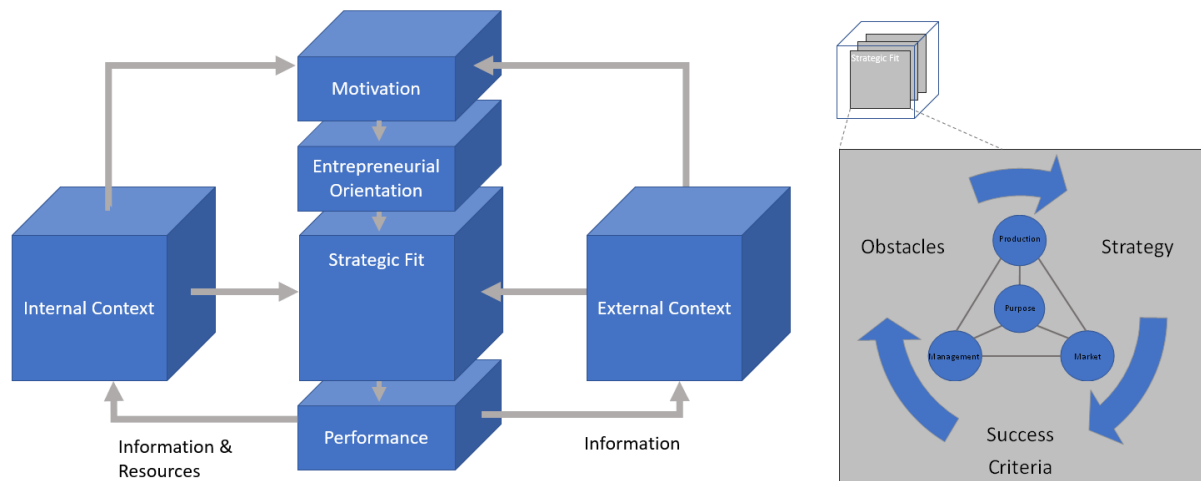 Motivation
Entrepreneurial
Orientation
Strategic Fit
Internal Context
External Context
Performance
Information &
Resources
Information
Strategic Fit
Obstacles
Strategy
Production
Purpose
Management
Market
Success
Criteria